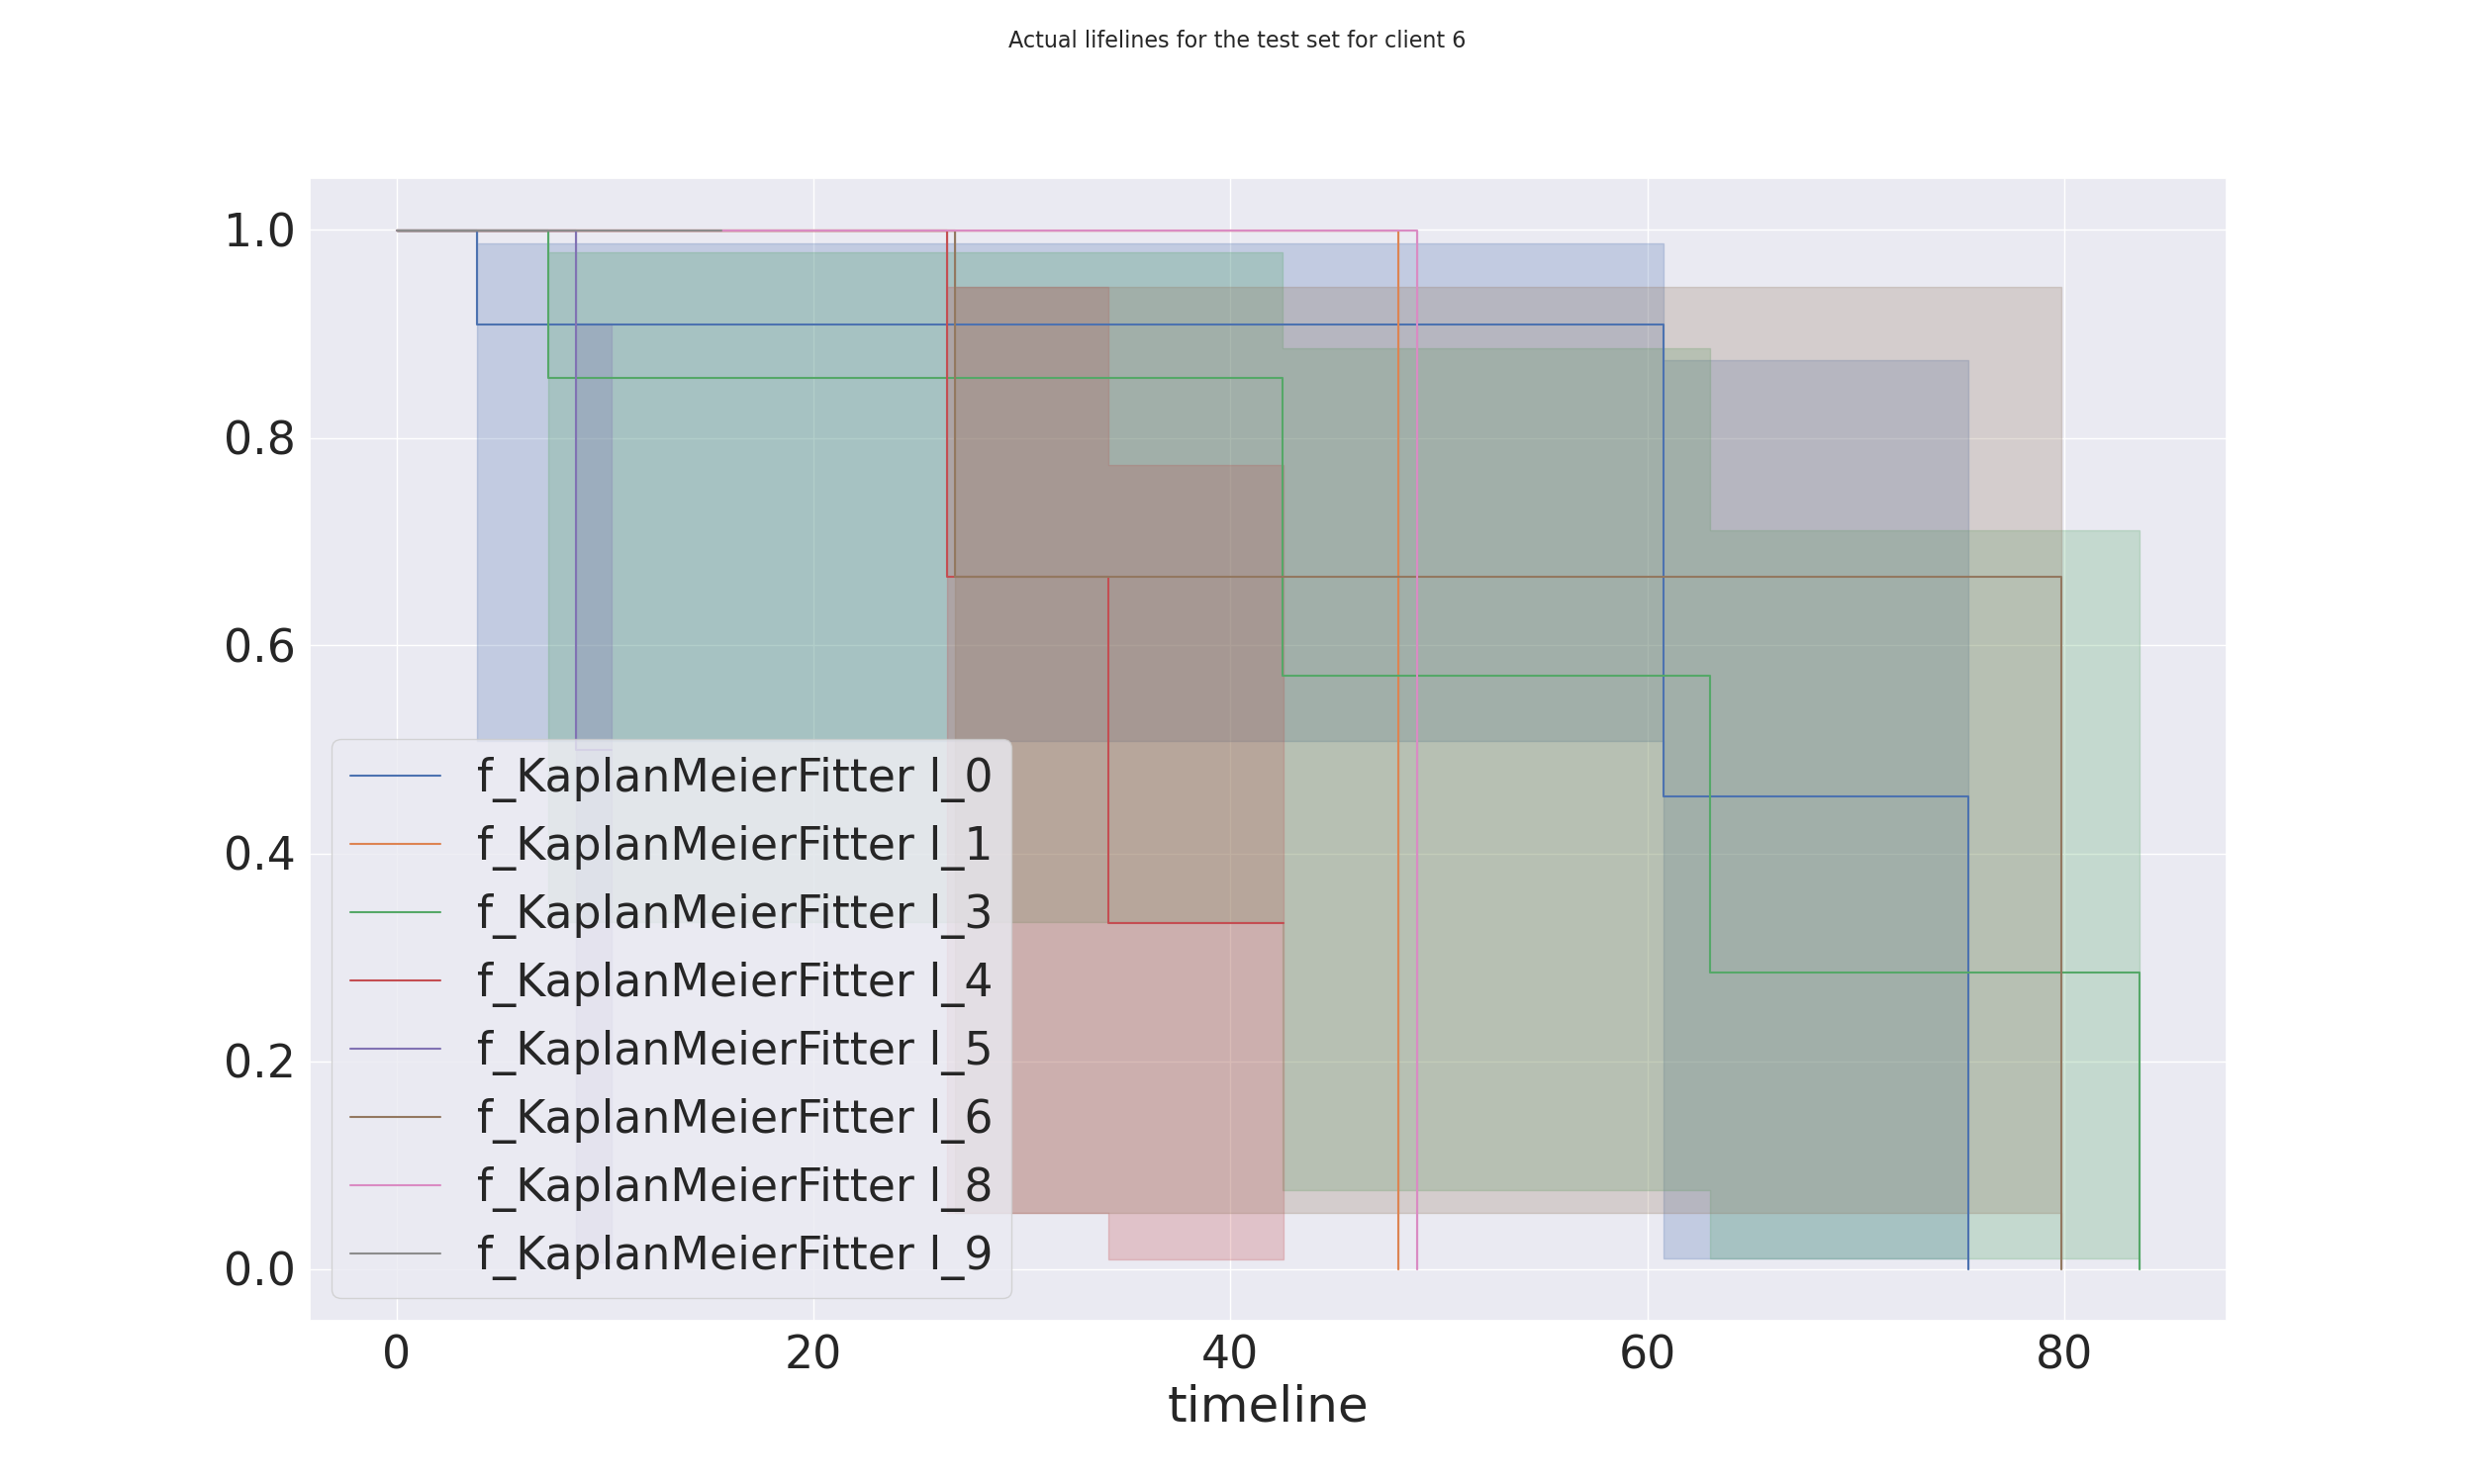 Actual lifelines for the test set for client 6
1.0
0.8
0.6
0.4
0.2
0.0
f_KaplanMeierFitter l_0
f_KaplanMeierFitter l_1
f_KaplanMeierFitter l_3
f_KaplanMeierFitter l_4
f_KaplanMeierFitter l_5
f_KaplanMeierFitter l_6
f_KaplanMeierFitter l_8
f_KaplanMeierFitter l_9
0 20 40 60 80
timeline